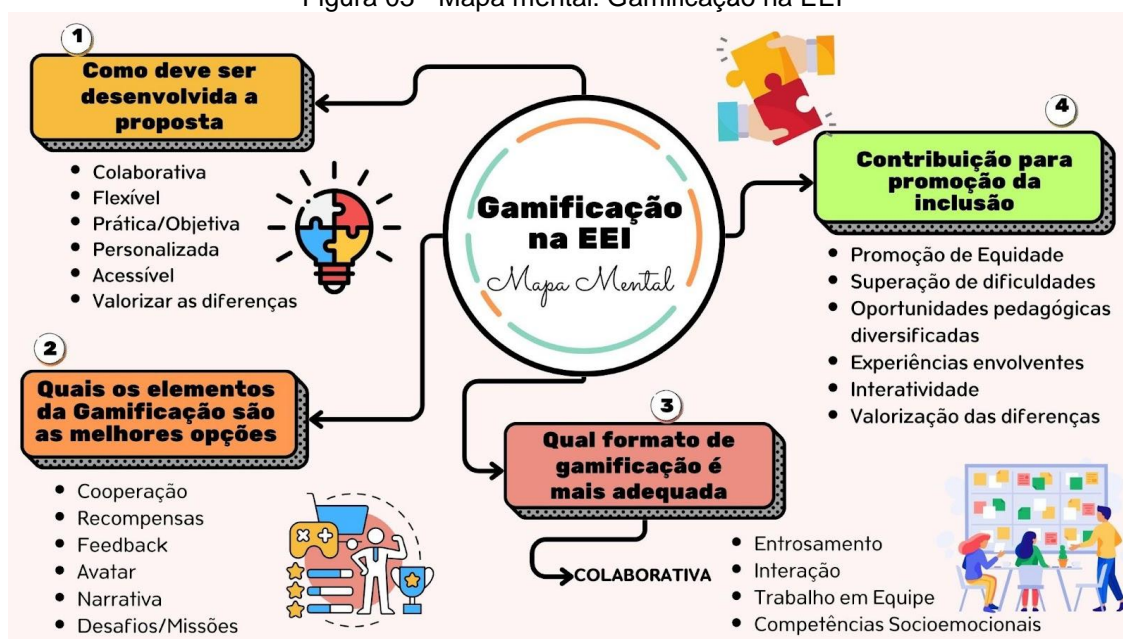 Figura 03 - Mapa mental: Gamificação na EEI
Gamificação
na EEI
Mapa Mental
1
Como deve ser
desenvolvida a
proposta
• Colaborativa
• Flexível
• Prática/Objetiva
• Personalizada
• Acessível
• Valorizar as diferenças
2
Quais os elementos
da Gamificação são
as melhores opções
• Cooperação
• Recompensas
• Feedback
• Avatar
• Narrativa
• Desafios/Missões
3
Qual formato de
gamificação é
mais adequada
COLABORATIVA
• Entrosamento
• Interação
• Trabalho em Equipe
• Competências Socioemocionais
4
Contribuição para
promoção da
inclusão
• Promoção de Equidade
• Superação de dificuldades
• Oportunidades pedagógicas
diversificadas
• Experiências envolventes
• Interatividade
• Valorização das diferenças